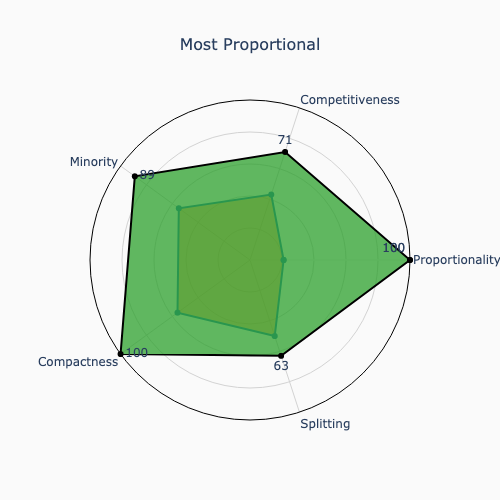 Most Proportional
Competitiveness
71
Minority
89
100
Proportionality
100
Compactness
63
Splitting